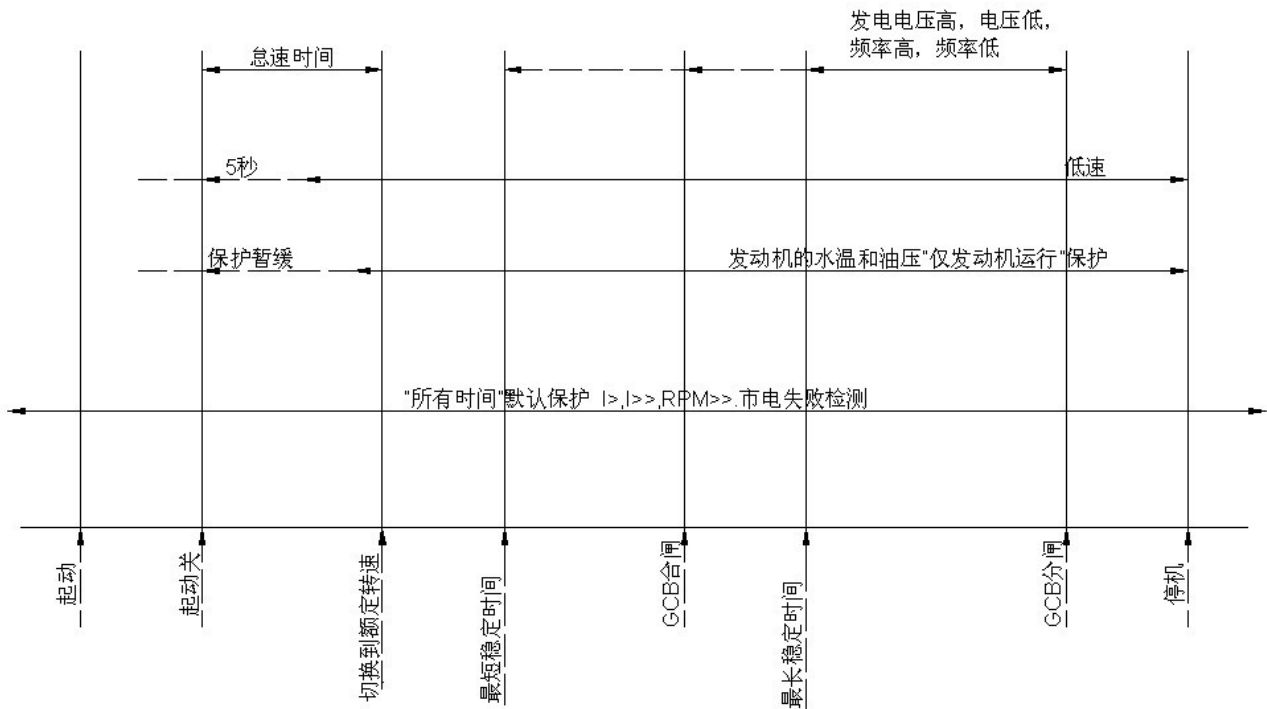 发电电压高，电压低，
频率高，频率低
怠速时间
5秒
低速
保护暂缓
发动机的水温和油压"仅发动机运行"保护
"所有时间"默认保护 I>,I>>,RPM>>.市电失败检测
起动
起动关
切换到额定转速
最短稳定时间
GCB合闸
最长稳定时间
GCB分闸
停机